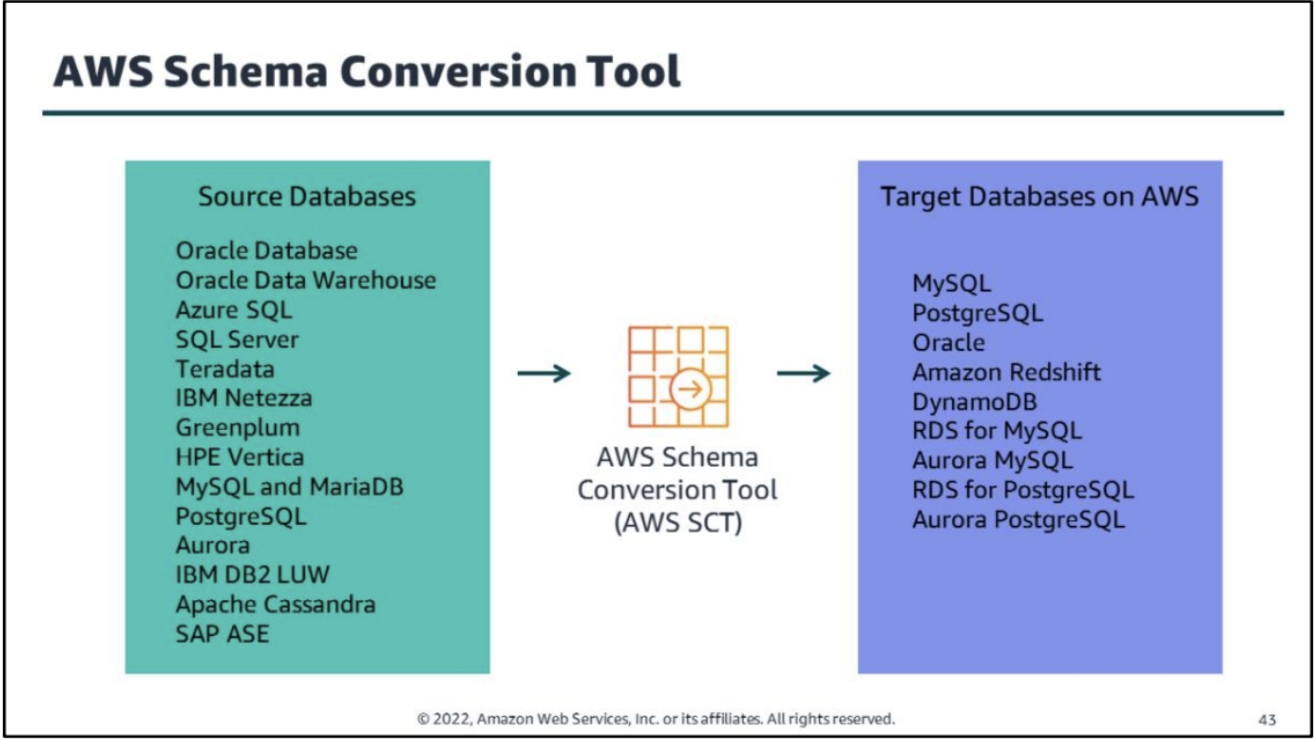 AWS Schema Conversion Tool
Source Databases
Oracle Database
Oracle Data Warehouse
Azure SQL
SQL Server
Teradata
IBM Netezza
Greenplum
HPE Vertica
MySQL and MariaDB
PostgreSQL
Aurora
IBM DB2 LUW
Apache Cassandra
SAP ASE
AWS Schema
Conversion Tool
(AWS SCT)
Target Databases on AWS
MySQL
PostgreSQL
Oracle
Amazon Redshift
DynamoDB
RDS for MySQL
Aurora MySQL
RDS for PostgreSQL
Aurora PostgreSQL
© 2022, Amazon Web Services, Inc. or its affiliates. All rights reserved.
43